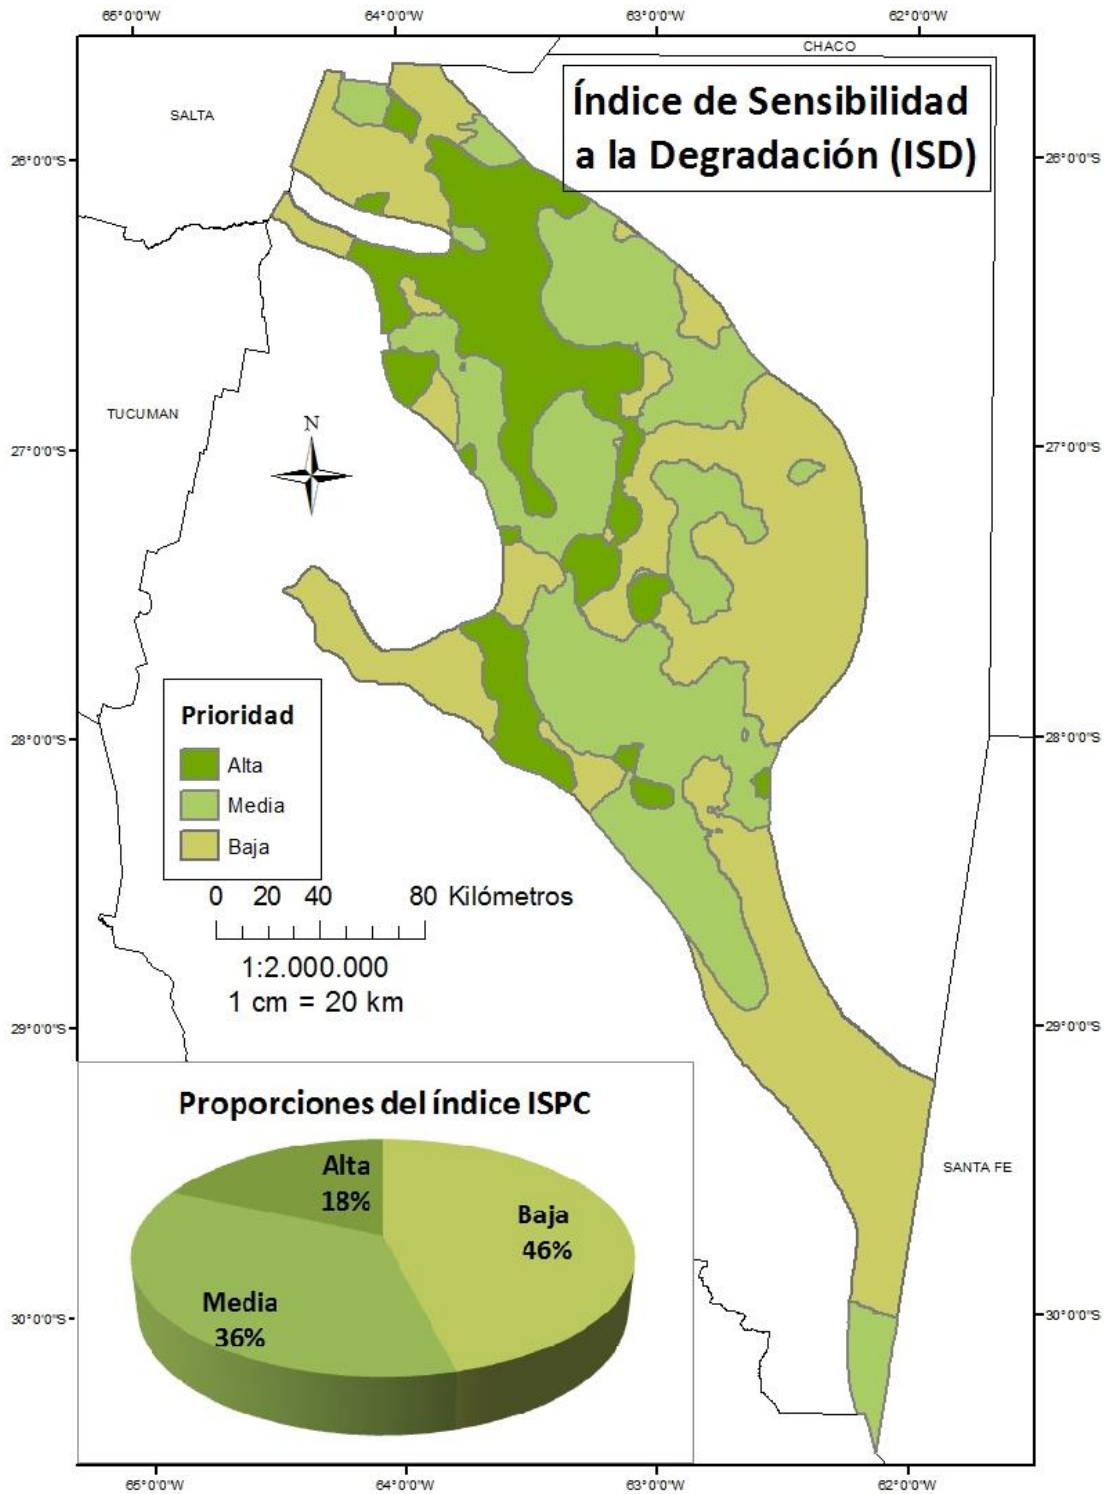 65°0'0"W 64°0'0"W 63°0'0"W 62°0'0"W
CHACO
Índice de Sensibilidad
a la Degradación (ISD)
SALTA
26°0'0"S
26°0'0"S
TUCUMAN
N
27°0'0"S
27°0'0"S
Prioridad
Alta
Media
Baja
28°0'0"S
28°0'0"S
0 20 40 80 Kilómetros
1:2.000.000
1 cm = 20 km
29°0'0"S
29°0'0"S
Proporciones del índice ISPC
Alta
18%
Baja
46%
Media
36%
SANTA FE
30°0'0"S
30°0'0"S
65°0'0"W 64°0'0"W 63°0'0"W 62°0'0"W